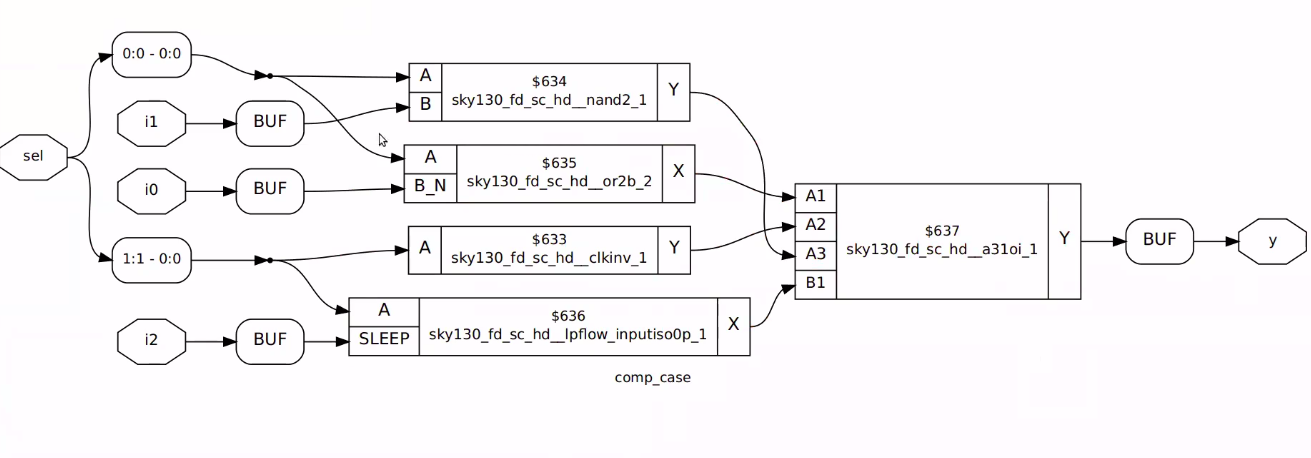 sel
0:0 - 0:0
i1
BUF
i0
BUF
1:1 - 0:0
i2
BUF
A
B
$634
sky130_fd_sc_hd__nand2_1
Y
A
B_N
$635
sky130_fd_sc_hd__or2b_2
X
A
$633
sky130_fd_sc_hd__clkinv_1
Y
A
SLEEP
$636
sky130_fd_sc_hd__lpflow_inputiso0p_1
X
A1
A2
A3
B1
$637
sky130_fd_sc_hd__a31oi_1
Y
BUF
y
comp_case